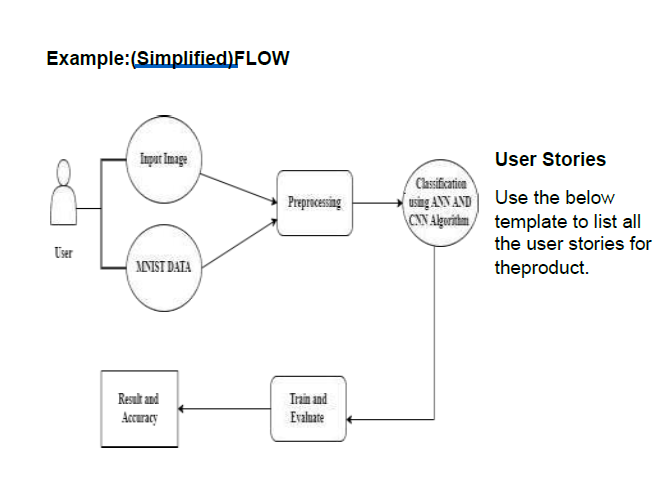 Example:(Simplified)FLOW
Input Image
User
MNIST DATA
Preprocessing
Classification
using ANN AND
CNN Algorithm
Train and
Evaluate
Result and
Accuracy
User Stories
Use the below
template to list all
the user stories for
theproduct.